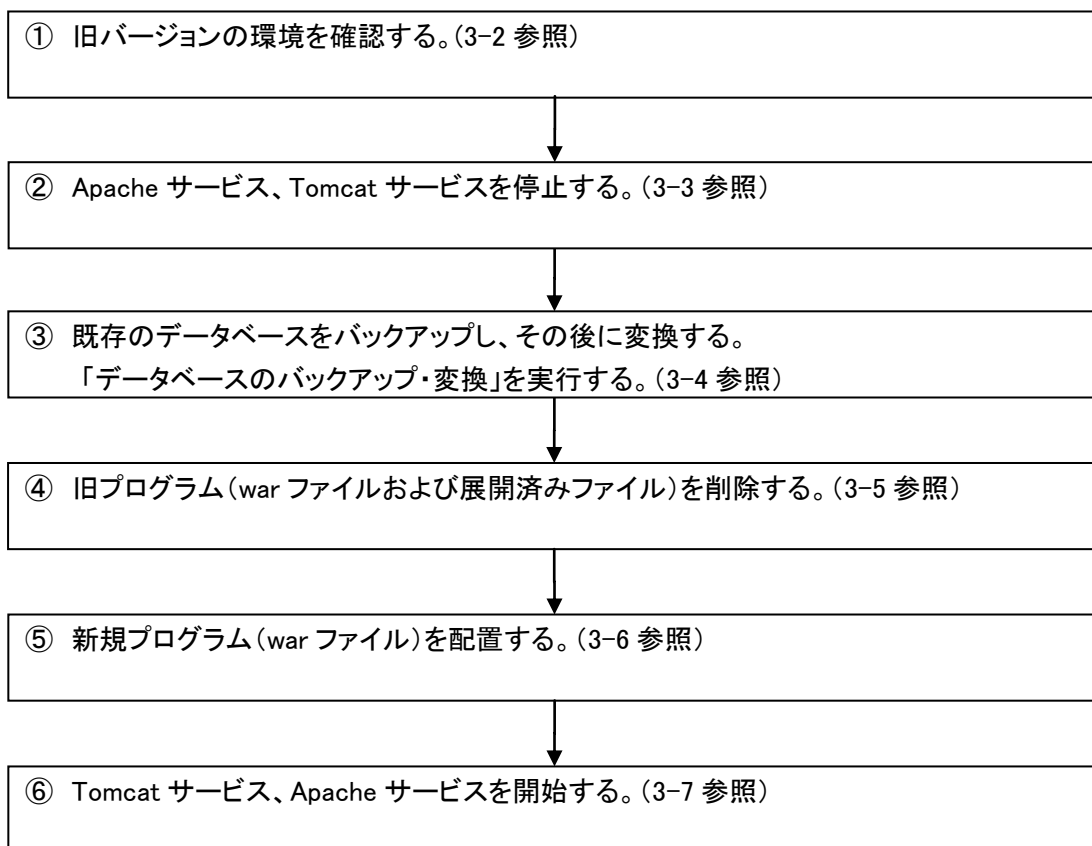 ① 旧バージョンの環境を確認する。(3-2 参照)
② Apache サービス、Tomcat サービスを停止する。(3-3 参照)
③ 既存のデータベースをバックアップし、その後に変換する。
「データベースのバックアップ・変換」を実行する。(3-4 参照)
④ 旧プログラム(war ファイルおよび展開済みファイル)を削除する。(3-5 参照)
⑤ 新規プログラム(war ファイル)を配置する。(3-6 参照)
⑥ Tomcat サービス、Apache サービスを開始する。(3-7 参照)